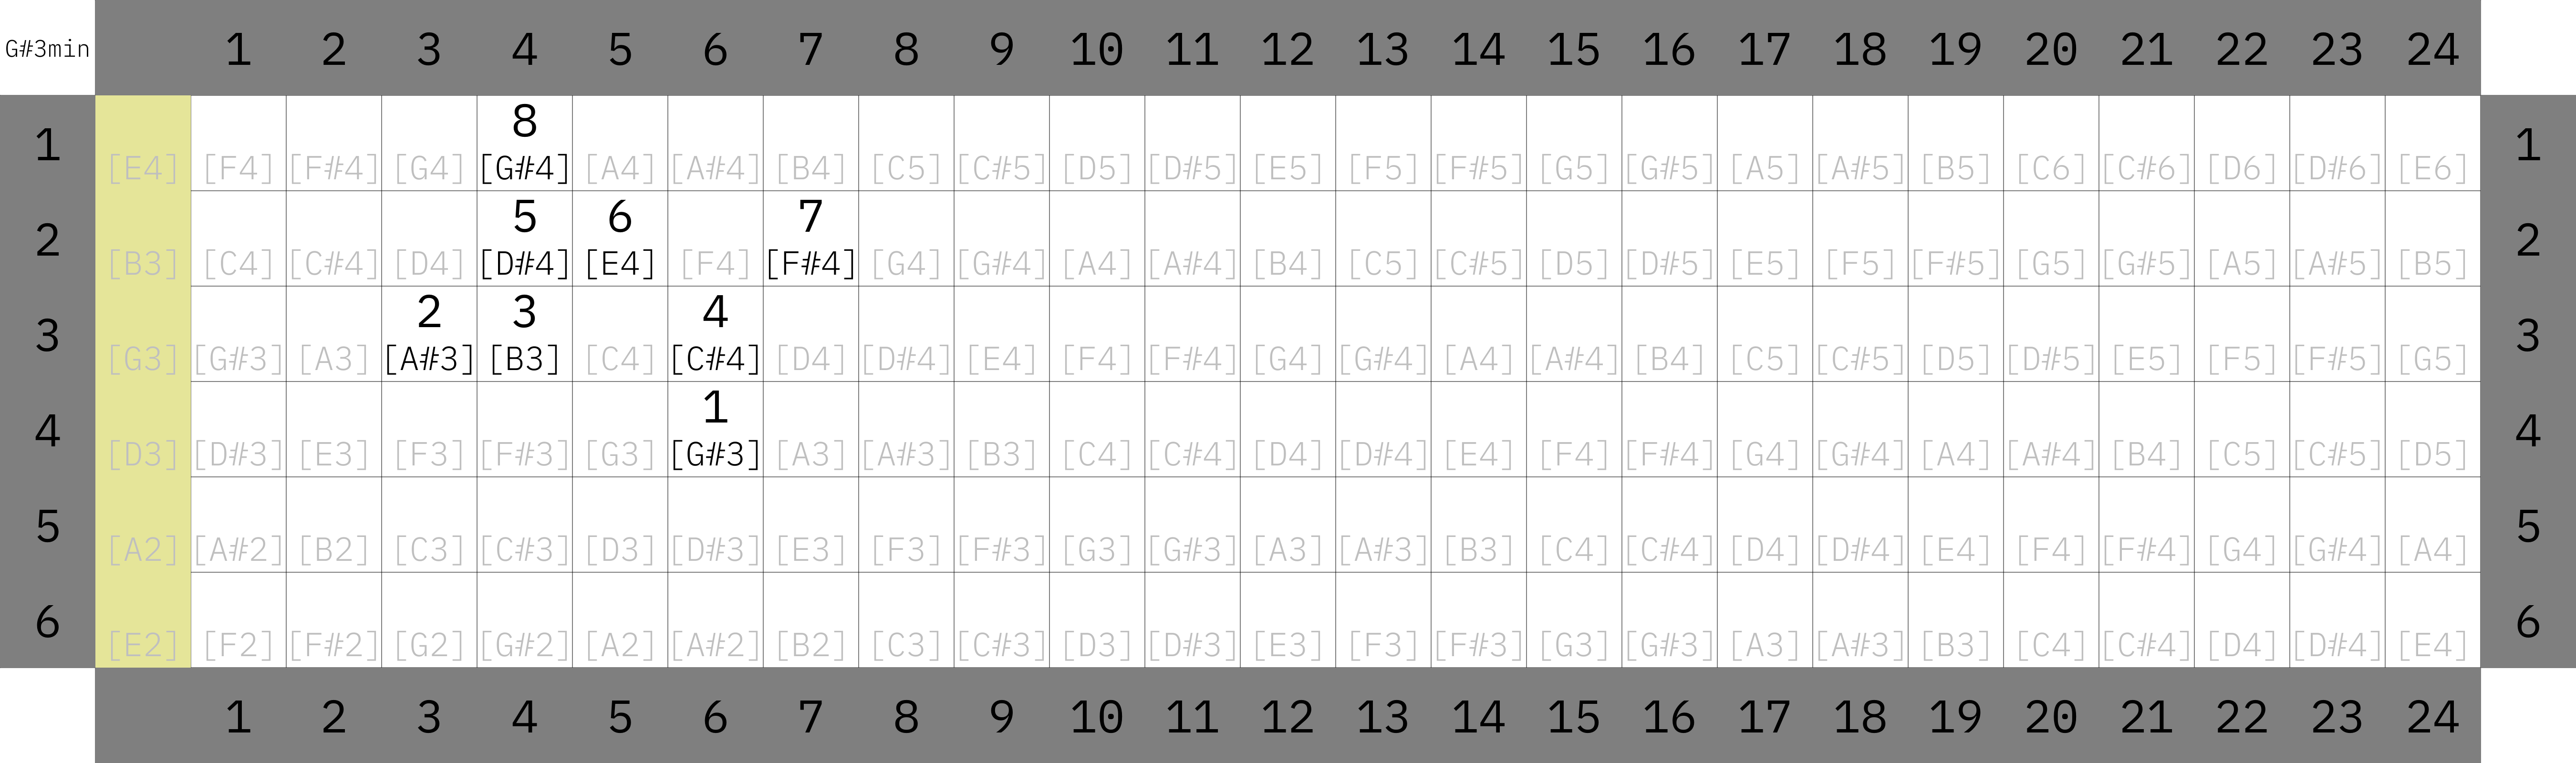 G#3min 1 2 3 4 5 6 7 8 9 10 11 12 13 14 15 16 17 18 19 20 21 22 23 24
8
1 [E4] [F4] [F#4] [G4] [G#4] [A4] [A#4] [B4] [C5] [C#5] [D5] [D#5] [E5] [F5] [F#5] [G5] [G#5] [A5] [A#5] [B5] [C6] [C#6] [D6] [D#6] [E6] 1
5 6 7
2 [B3] [C4] [C#4] [D4] [D#4] [E4] [F4] [F#4] [G4] [G#4] [A4] [A#4] [B4] [C5] [C#5] [D5] [D#5] [E5] [F5] [F#5] [G5] [G#5] [A5] [A#5] [B5] 2
2 3 4
3 [G3] [G#3] [A3] [A#3] [B3] [C4] [C#4] [D4] [D#4] [E4] [F4] [F#4] [G4] [G#4] [A4] [A#4] [B4] [C5] [C#5] [D5] [D#5] [E5] [F5] [F#5] [G5] 3
1
4 [D3] [D#3] [E3] [F3] [F#3] [G3] [G#3] [A3] [A#3] [B3] [C4] [C#4] [D4] [D#4] [E4] [F4] [F#4] [G4] [G#4] [A4] [A#4] [B4] [C5] [C#5] [D5] 4
5 [A2] [A#2] [B2] [C3] [C#3] [D3] [D#3] [E3] [F3] [F#3] [G3] [G#3] [A3] [A#3] [B3] [C4] [C#4] [D4] [D#4] [E4] [F4] [F#4] [G4] [G#4] [A4] 5
6 [E2] [F2] [F#2] [G2] [G#2] [A2] [A#2] [B2] [C3] [C#3] [D3] [D#3] [E3] [F3] [F#3] [G3] [G#3] [A3] [A#3] [B3] [C4] [C#4] [D4] [D#4] [E4] 6
1 2 3 4 5 6 7 8 9 10 11 12 13 14 15 16 17 18 19 20 21 22 23 24